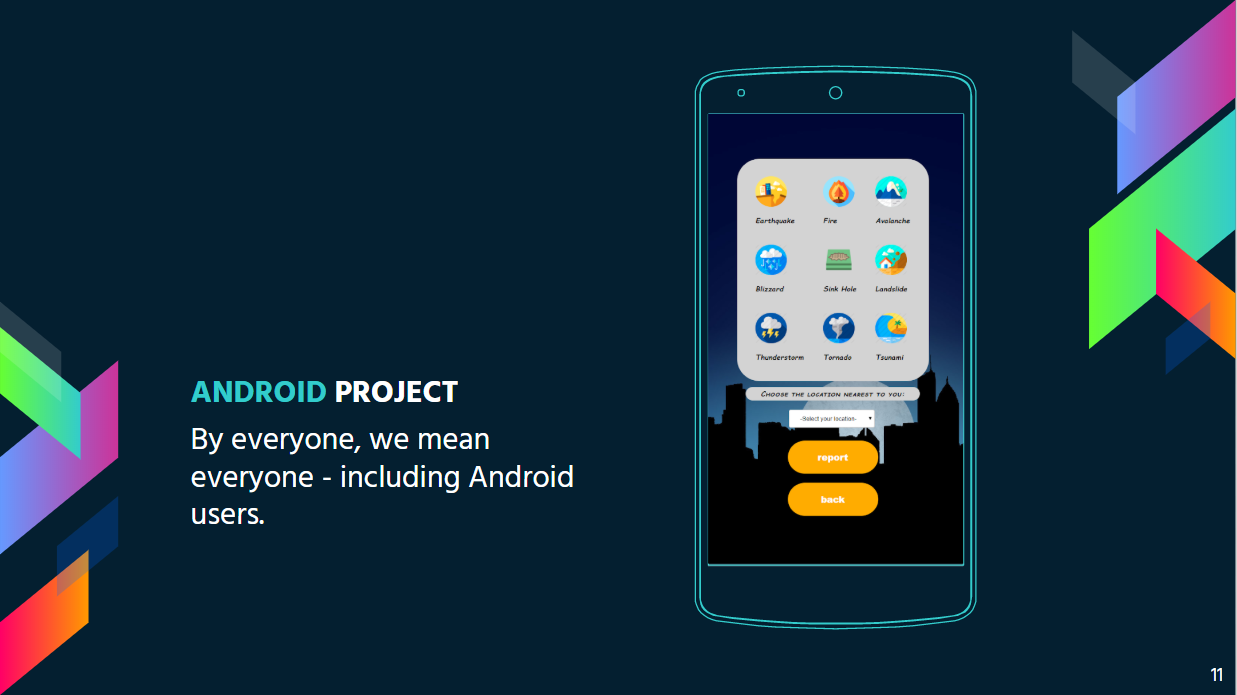 ANDROID PROJECT
By everyone, we mean
everyone - including Android
users.
Earthquake Fire Avalanche
Blizzard Sink Hole Landslide
Thunderstorm Tornado Tsunami
CHOOSE THE LOCATION NEAREST TO YOU:
-Select your location-
report
back
11